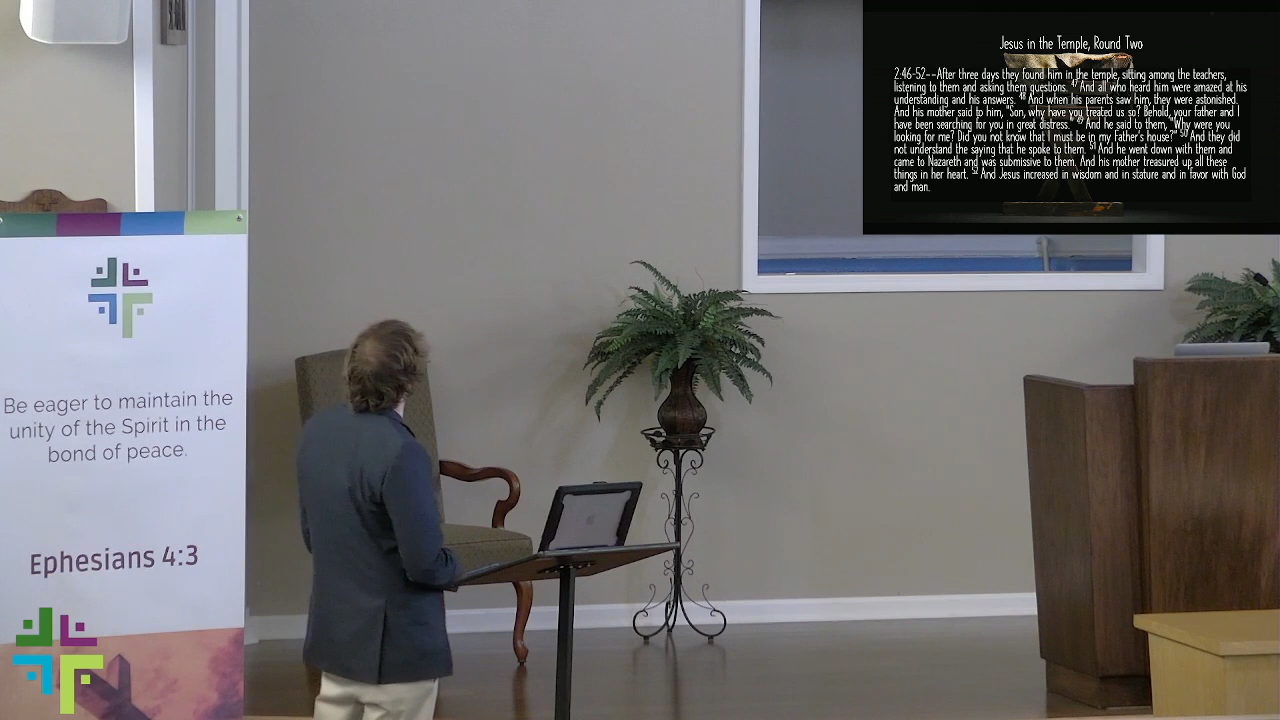 Jesus in the Temple, Round Two
2.46-52--After three days they found him in the temple, sitting among the teachers,
listening to them and asking them questions. 47 And all who heard him were amazed at his
understanding and his answers. 48 And when his parents saw him, they were astonished.
And his mother said to him, "Son, why have you treated us so? Behold, your father and I
have been searching for you in great distress." 49 And he said to them, "Why were you
looking for me? Did you not know that I must be in my Father's house?" 50 And they did
not understand the saying that he spoke to them. 51 And he went down with them and
came to Nazareth and was submissive to them. And his mother treasured up all these
things in her heart. 52 And Jesus increased in wisdom and in stature and in favor with God
and man.
Be eager to maintain the
unity of the Spirit in the
bond of peace.
Ephesians 4:3